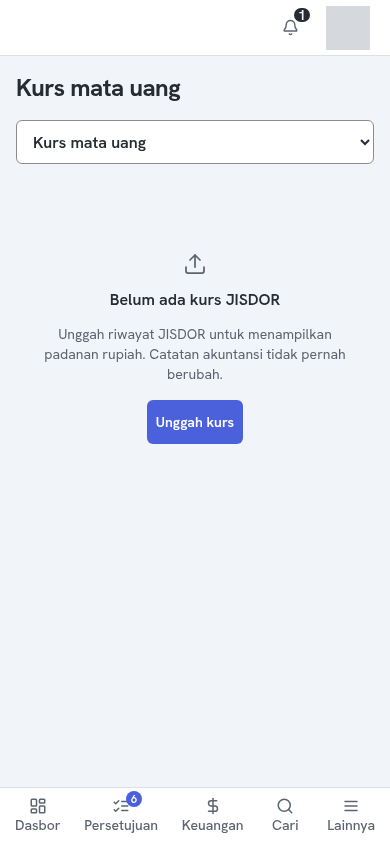 1
Kurs mata uang
Kurs mata uang
Belum ada kurs JISDOR
Unggah riwayat JISDOR untuk menampilkan
padanan rupiah. Catatan akuntansi tidak pernah
berubah.
Unggah kurs
6
Dasbor
Persetujuan
Keuangan
Cari
Lainnya